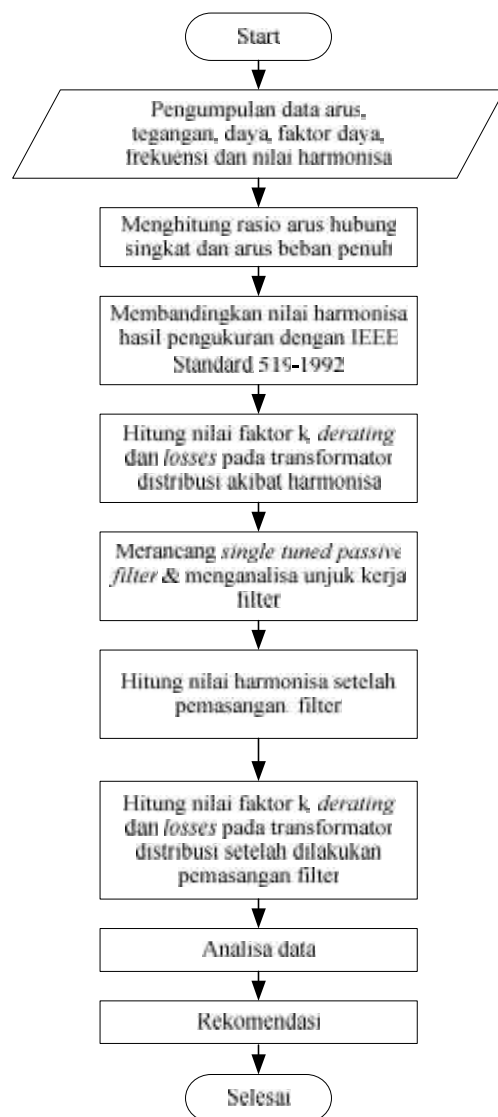 Start
Pengumpulan data arus,
tegangan, daya, faktor daya,
frekuensi dan nilai harmonisa
Menghitung rasio arus hubung
singkat dan arus beban penuh
Membandingkan nilai harmonisa
hasil pengukuran dengan IEEE
Standard 519-1992
Hitung nilai faktor k, derating
dan losses pada transformator
distribusi akibat harmonisa
Merancang single tuned passive
filter & menganalisa unjuk kerja
filter
Hitung nilai harmonisa setelah
pemasangan filter
Hitung nilai faktor k, derating
dan losses pada transformator
distribusi setelah dilakukan
pemasangan filter
Analisa data
Rekomendasi
Selesai